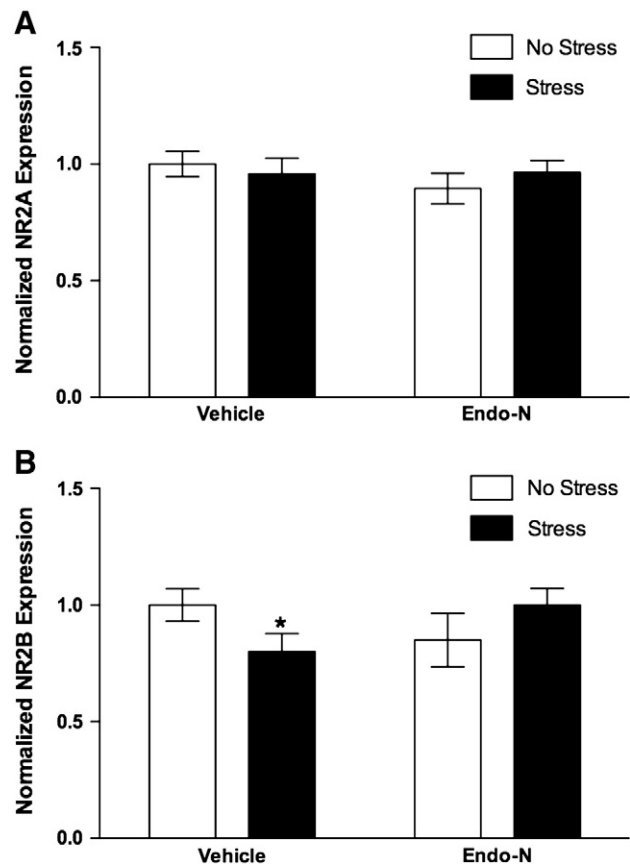 A
No Stress
Stress
Normalized NR2A Expression
1.5
1.0
0.5
0.0
Vehicle Endo-N
B
No Stress
Stress
Normalized NR2B Expression
1.5
1.0
*
0.5
0.0
Vehicle Endo-N